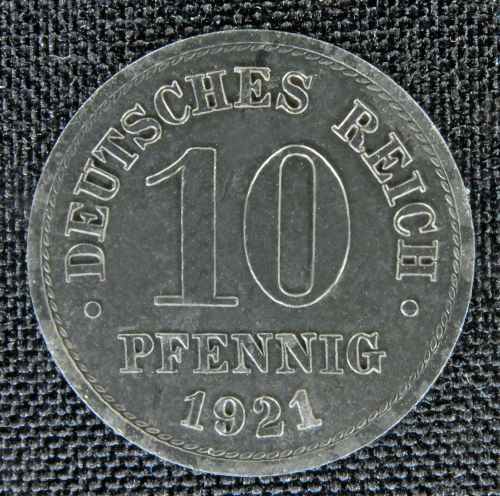 DEUTSCHES REICH
10
PFENNIG
1921